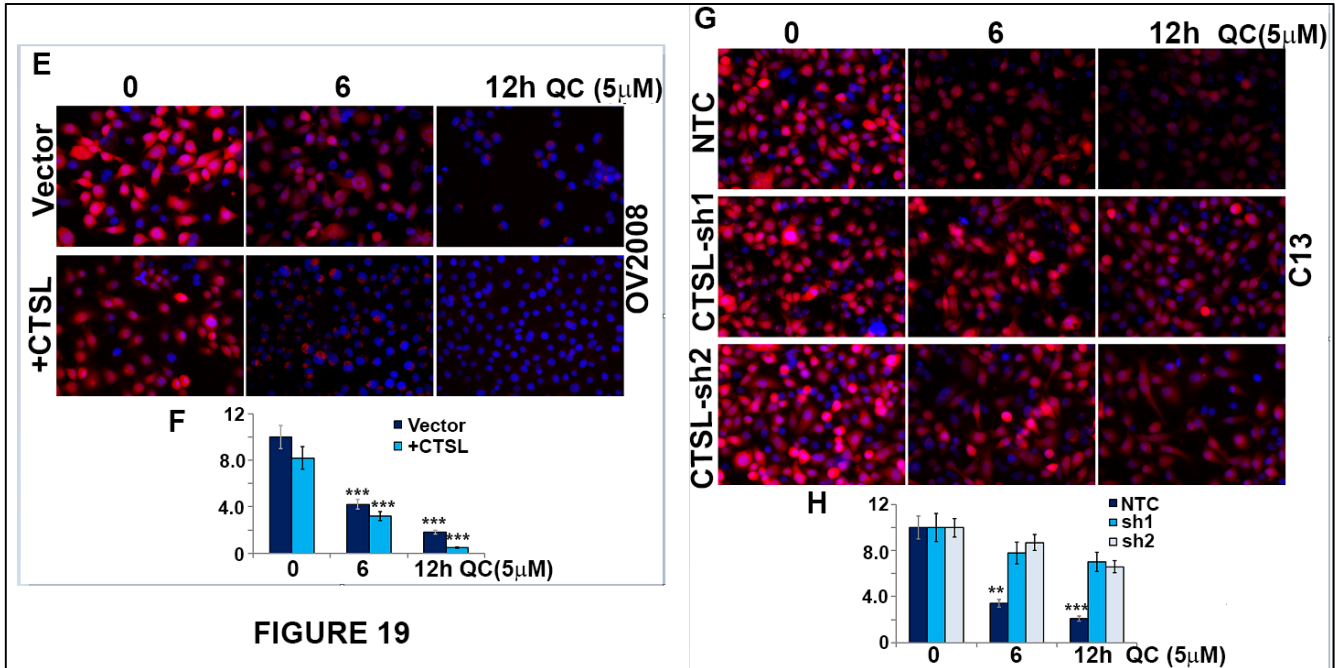 E
0 6 12h QC (5μM)
Vector
+CTSL
OV2008
F
12
8.0
4.0
0
Vector
+CTSL
*** ***
*** ***
0 6 12h QC(5μM)
FIGURE 19
G
0 6 12h QC(5μM)
NTC
CTSL-sh1
CTSL-sh2
C13
H
12
8.0
4.0
0
NTC
sh1
sh2
** ***
0 6 12h QC (5μM)